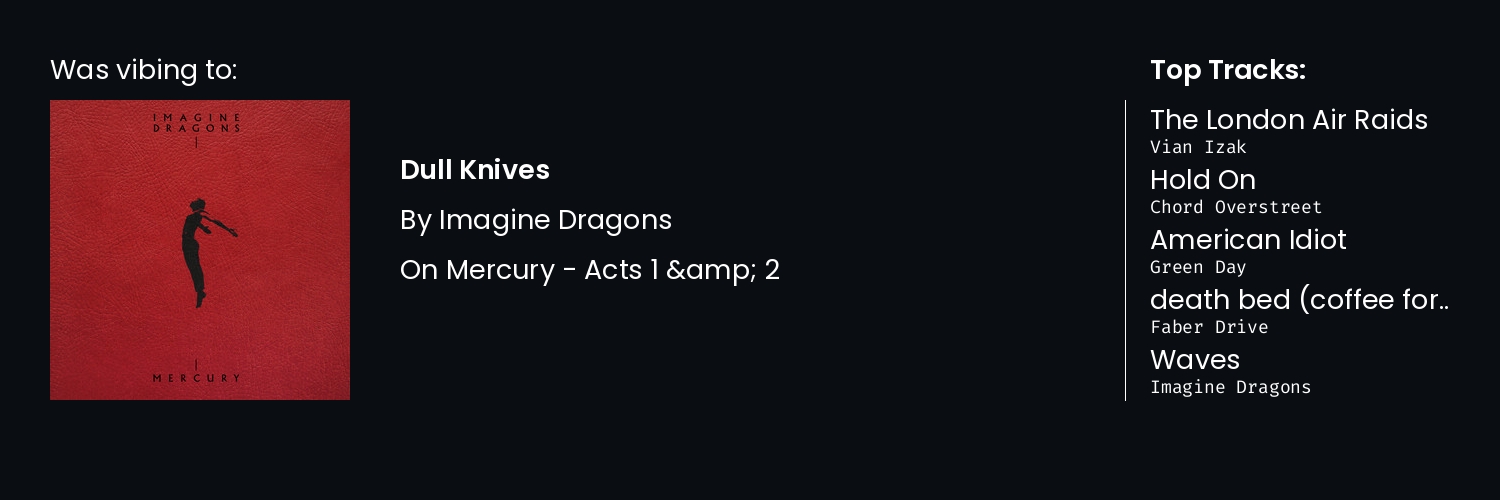 Was vibing to:
IMAGINE
DRAGONS
MERCURY
Dull Knives
By Imagine Dragons
On Mercury - Acts 1 &amp; 2
Top Tracks:
The London Air Raids
Vian Izak
Hold On
Chord Overstreet
American Idiot
Green Day
death bed (coffee for..
Faber Drive
Waves
Imagine Dragons